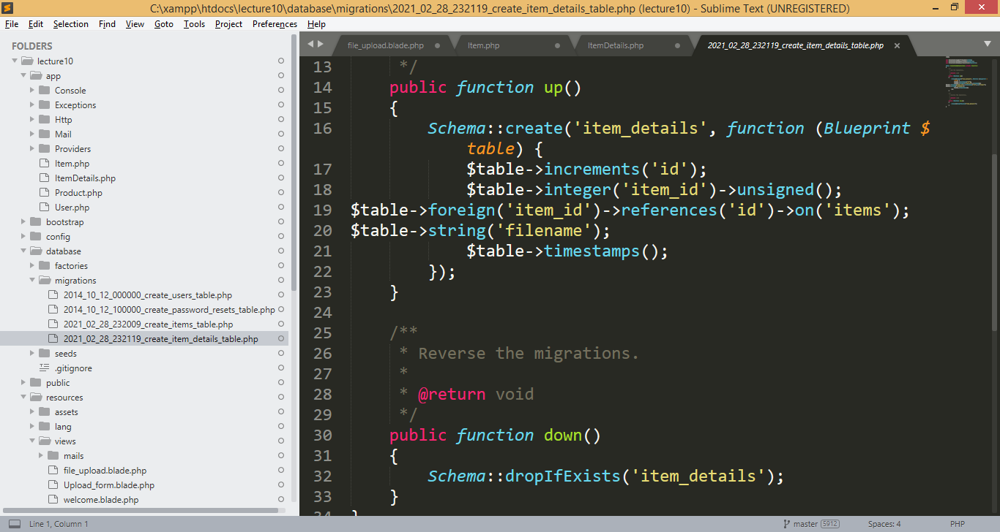 C:\xampp\htdocs\lecture10\database\migrations\2021_02_28_232119_create_item_details_table.php (lecture10) - Sublime Text (UNREGISTERED)
File Edit Selection Find View Goto Tools Project Preferences Help
FOLDERS
lecture10
app
Console
Exceptions
Http
Mail
Providers
Item.php
ItemDetails.php
Product.php
User.php
bootstrap
config
database
factories
migrations
2014_10_12_000000_create_users_table.php
2014_10_12_100000_create_password_resets_table.php
2021_02_28_232009_create_items_table.php
2021_02_28_232119_create_item_details_table.php
seeds
.gitignore
public
resources
assets
lang
views
mails
file_upload.blade.php
Upload_form.blade.php
welcome.blade.php
file_upload.blade.php Item.php ItemDetails.php 2021_02_28_232119_create_item_details_table.php
13 */
14 public function up()
15 {
16 Schema::create('item_details', function (Blueprint $
table) {
17 $table->increments('id');
18 $table->integer('item_id')->unsigned();
19 $table->foreign('item_id')->references('id')->on('items');
20 $table->string('filename');
21 $table->timestamps();
22 });
23 }
24
25 /**
26 * Reverse the migrations.
27 *
28 * @return void
29 */
30 public function down()
31 {
32 Schema::dropIfExists('item_details');
33 }
34 }
Line 1, Column 1 master 5912 Spaces: 4 PHP